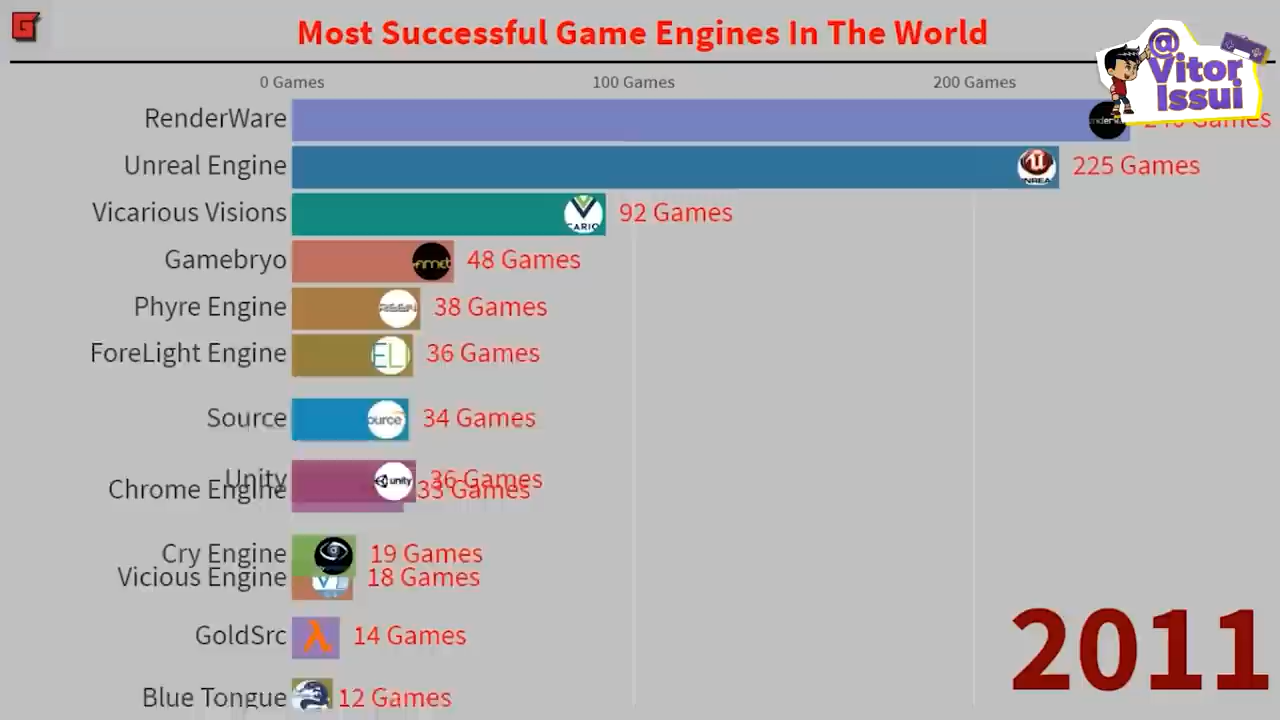 Most Successful Game Engines In The World
@
Vitor
Issui
0 Games 100 Games 200 Games
RenderWare Games
Unreal Engine 225 Games
Vicarious Visions 92 Games
Gamebryo 48 Games
Phyre Engine 38 Games
ForeLight Engine 36 Games
Source 34 Games
Unity unity 36 Games
Chrome Engine 33 Games
Cry Engine 19 Games
Vicious Engine 18 Games
GoldSrc 14 Games
Blue Tongue 12 Games
2011